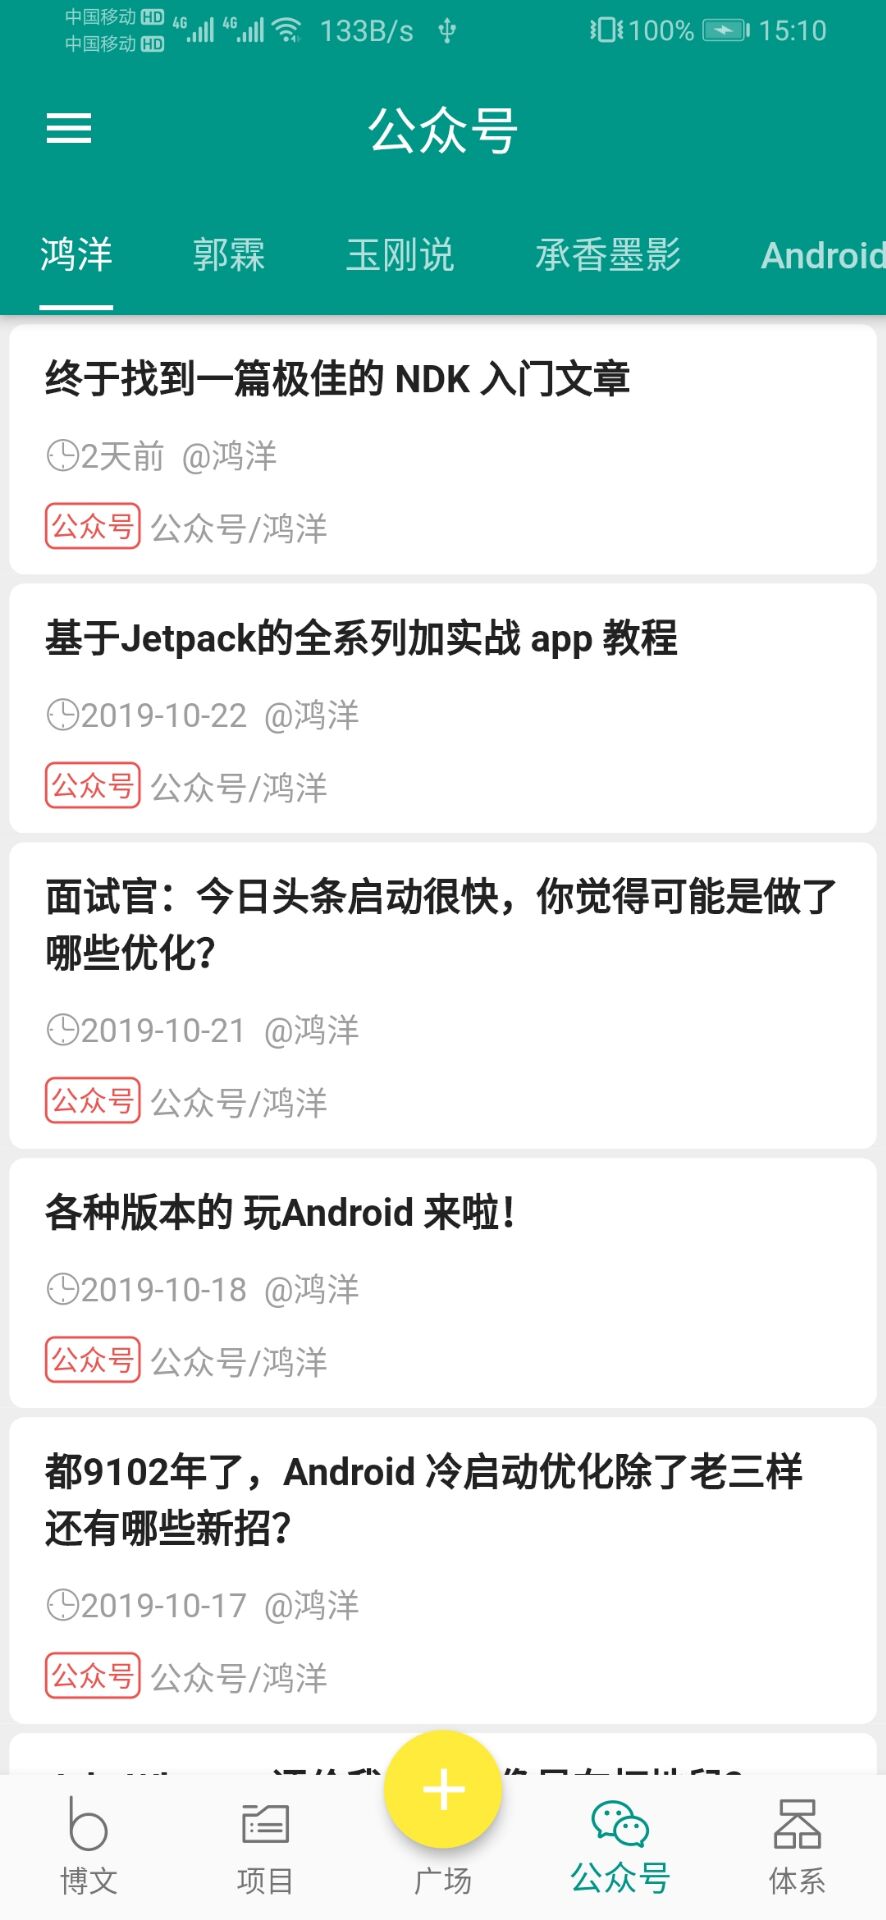 中国移动 HD 4G 4G 133B/s 100% 15:10
中国移动 HD
公众号
鸿洋 郭霖 玉刚说 承香墨影 Android
终于找到一篇极佳的 NDK 入门文章
2天前 @鸿洋
公众号 公众号/鸿洋
基于Jetpack的全系列加实战 app 教程
2019-10-22 @鸿洋
公众号 公众号/鸿洋
面试官：今日头条启动很快，你觉得可能是做了
哪些优化？
2019-10-21 @鸿洋
公众号 公众号/鸿洋
各种版本的 玩Android 来啦！
2019-10-18 @鸿洋
公众号 公众号/鸿洋
都9102年了，Android 冷启动优化除了老三样
还有哪些新招？
2019-10-17 @鸿洋
公众号 公众号/鸿洋
博文 项目 广场 公众号 体系